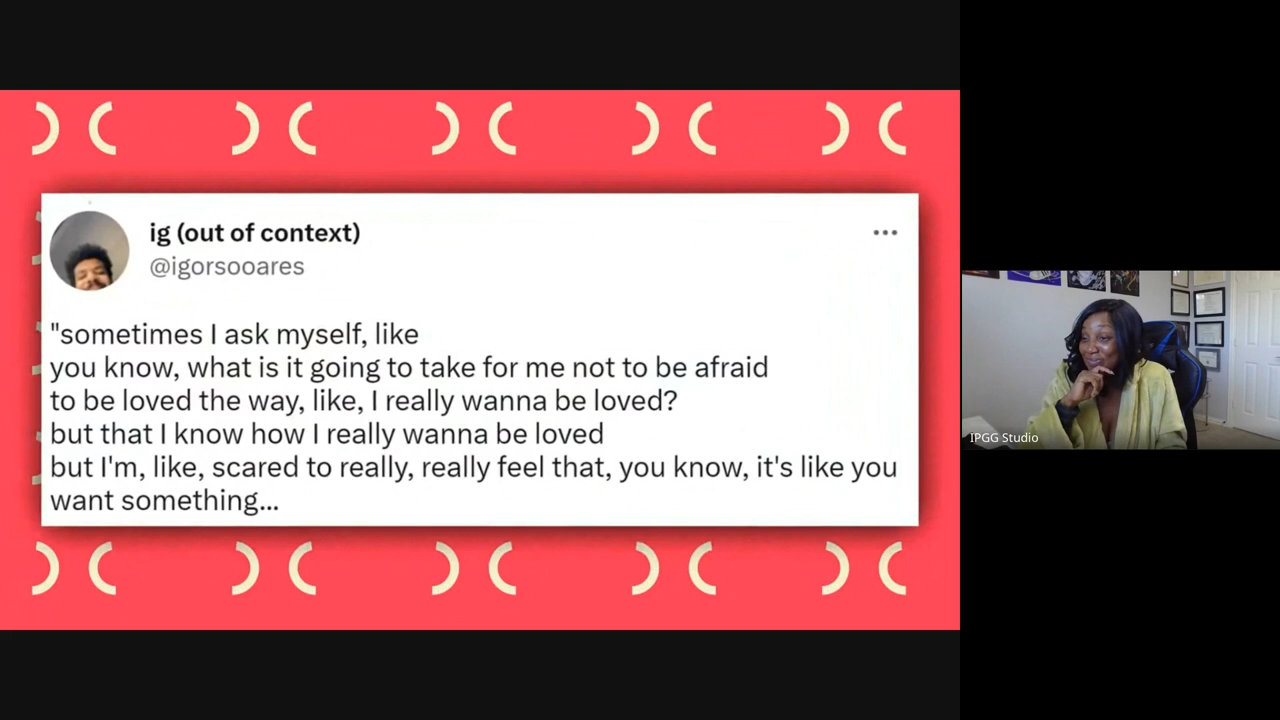 ig (out of context)
@igorsooares
"sometimes I ask myself, like
you know, what is it going to take for me not to be afraid
to be loved the way, like, I really wanna be loved?
but that I know how I really wanna be loved
but I'm, like, scared to really, really feel that, you know, it's like you
want something...
IPGG Studio